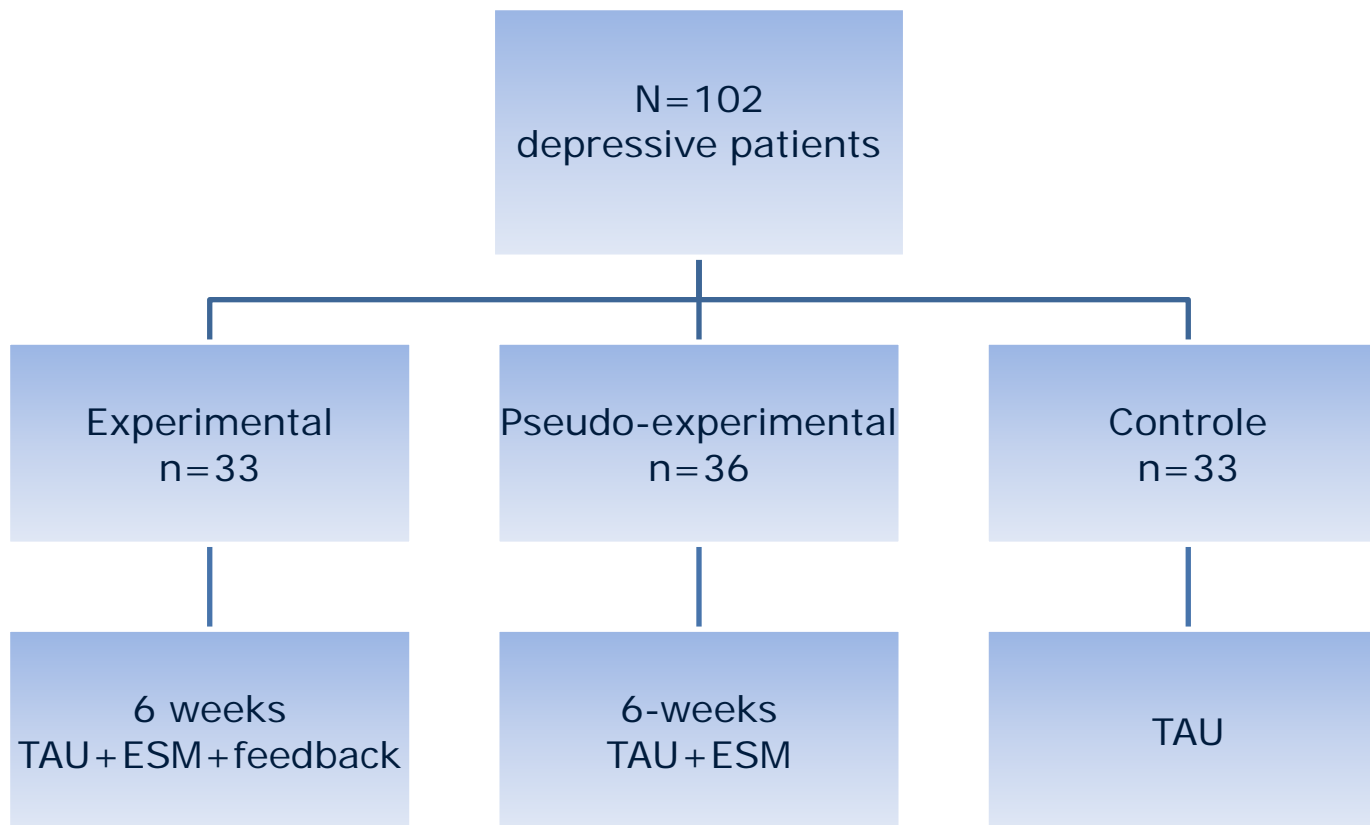 N=102
depressive patients
Experimental
n=33
Pseudo-experimental
n=36
Controle
n=33
6 weeks
TAU+ESM+feedback
6-weeks
TAU+ESM
TAU